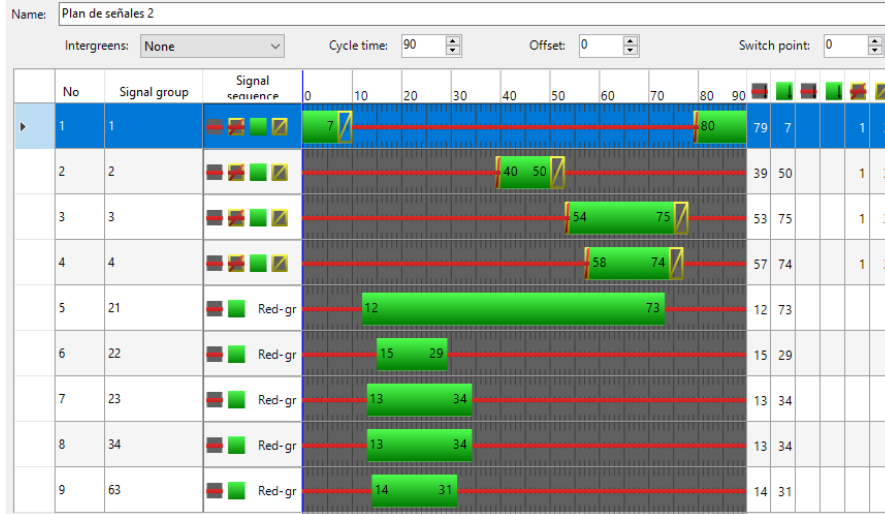 Name: Plan de señales 2
Intergreens: None Cycle time: 90 Offset: 0 Switch point: 0
No Signal group Signal sequence 0 10 20 30 40 50 60 70 80 90
1 1 7 80 79 7 1
2 2 40 50 39 50 1
3 3 54 75 53 75 1
4 4 58 74 57 74 1
5 21 Red-gr 12 73 12 73
6 22 Red-gr 15 29 15 29
7 23 Red-gr 13 34 13 34
8 34 Red-gr 13 34 13 34
9 63 Red-gr 14 31 14 31